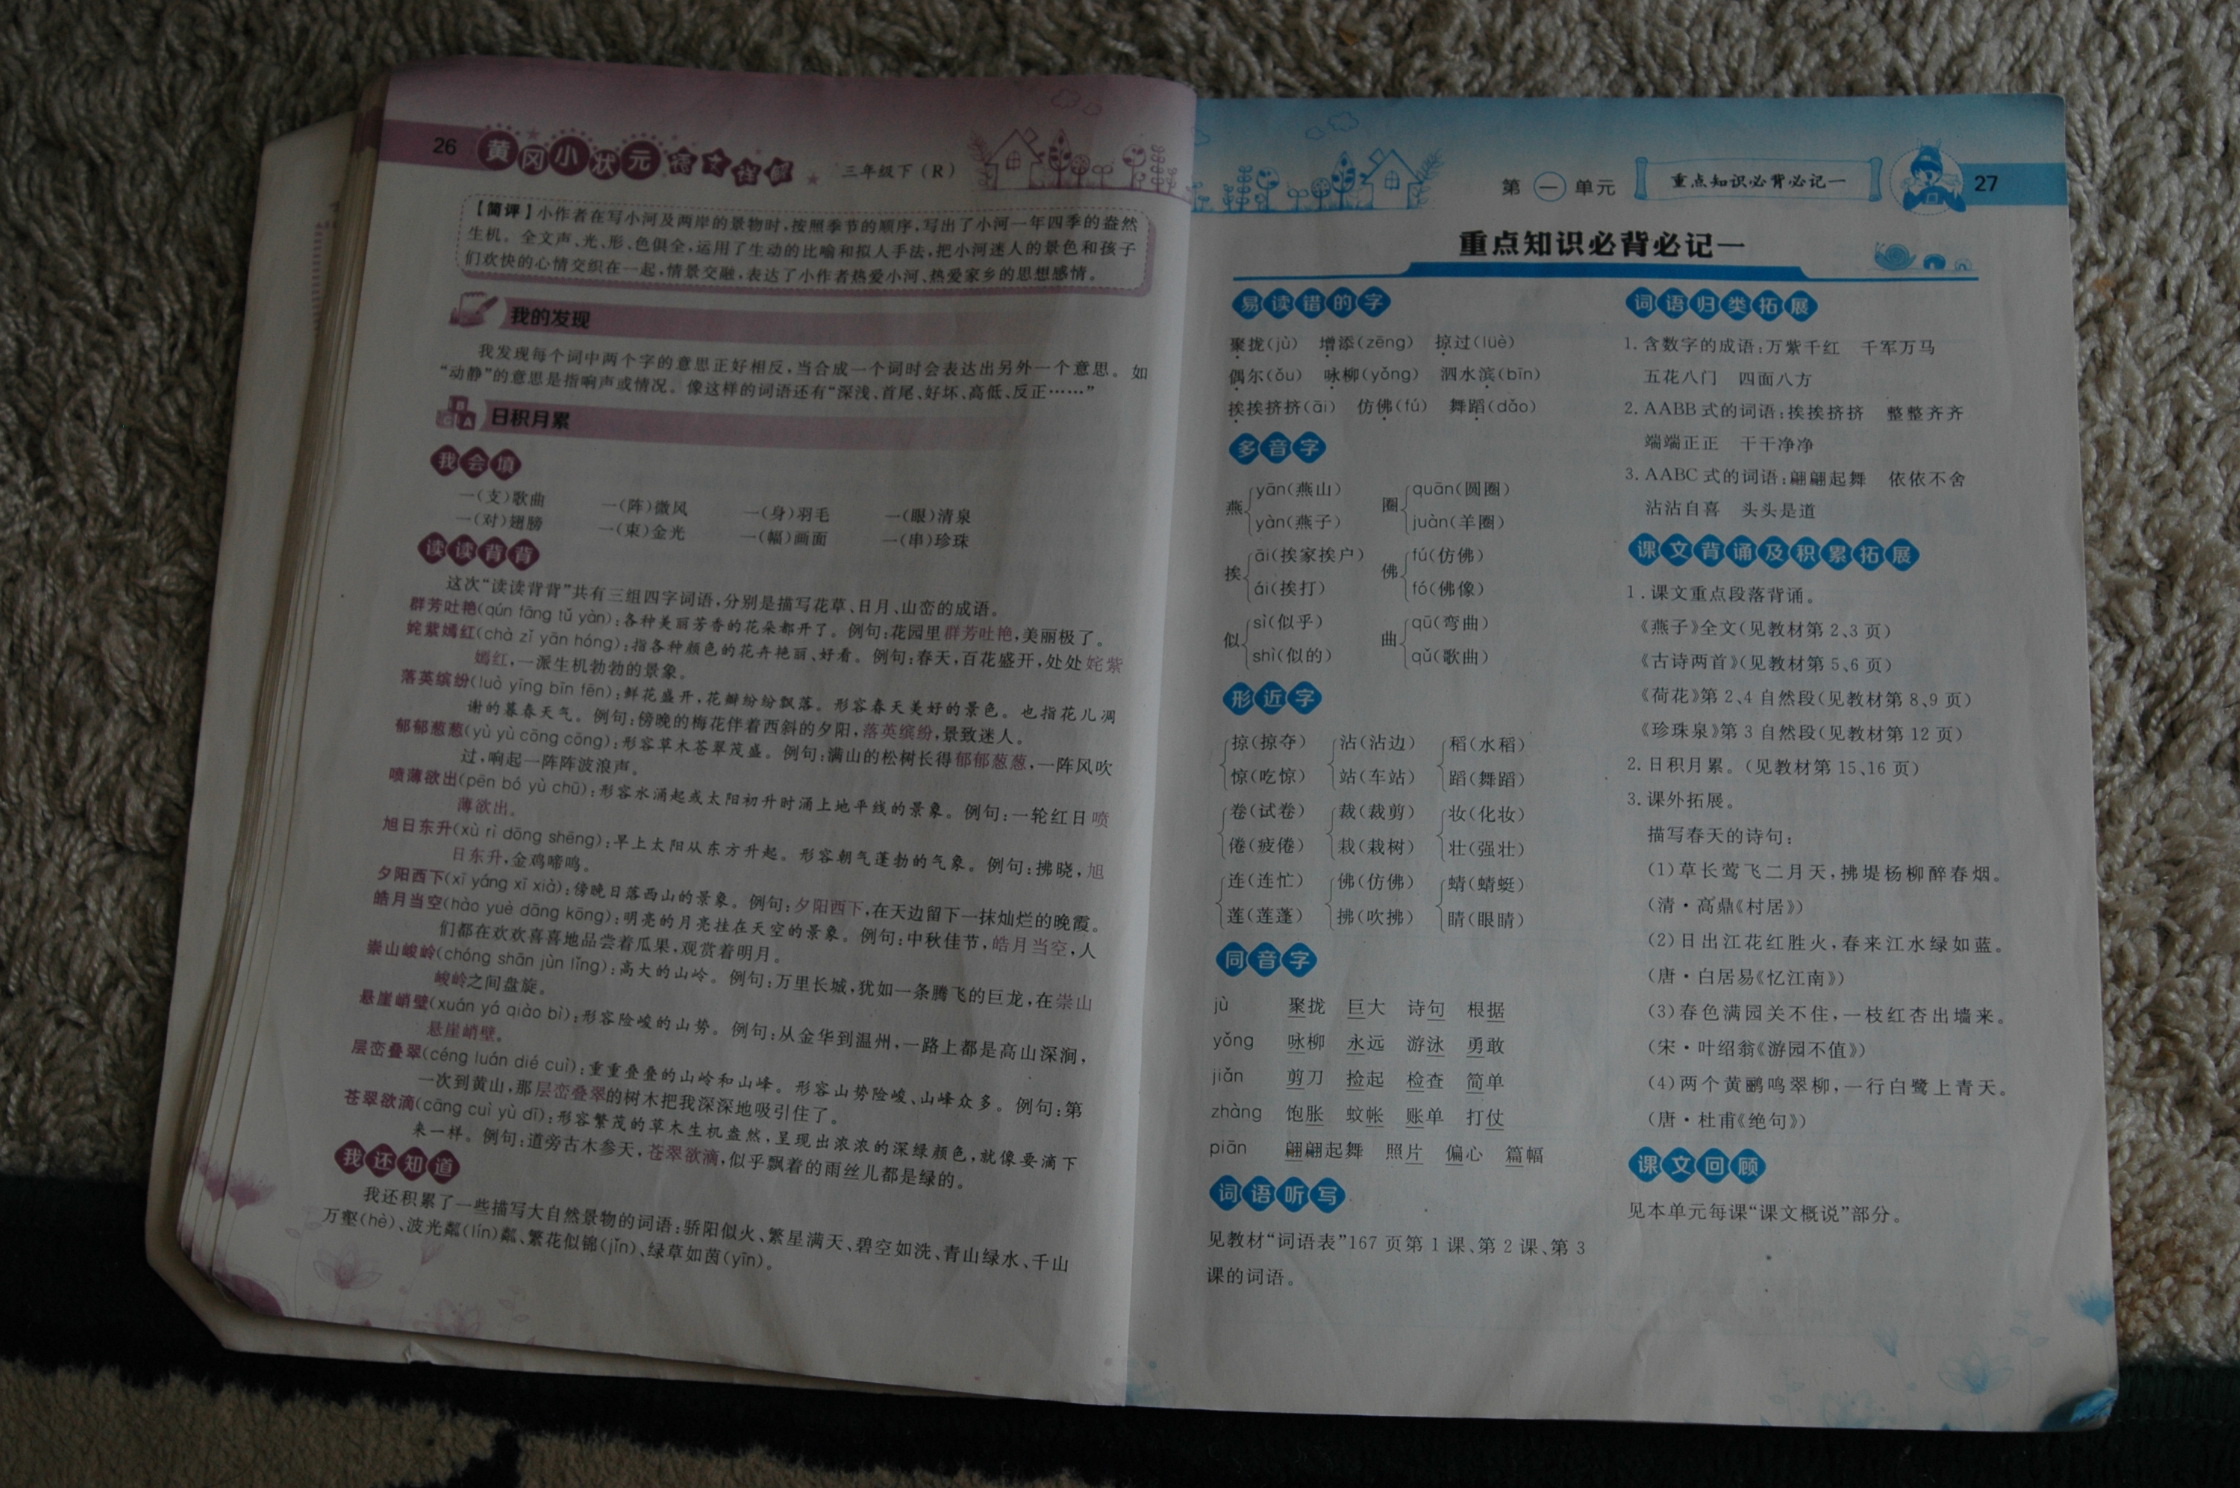 26 黄冈小状元 三年级下(R)
【简评】小作者在写小河及两岸的景物时,按照季节的顺序,写出了小河一年四季的盎然
生机。全文声、光、形、色俱全,运用了生动的比喻和拟人手法,把小河迷人的景色和孩子
们欢快的心情交织在一起,情景交融,表达了小作者热爱小河,热爱家乡的思想感情。
我的发现
我发现每个词中两个字的意思正好相反,当合成一个词时会表达出另外一个意思。如
“动静”的意思是指响声或情况。像这样的词语还有“深浅、首尾、好坏、高低、反正……”
日积月累
我会填
一(支)歌曲 一(阵)微风 一(身)羽毛 一(眼)清泉
一(对)翅膀 一(束)金光 一(幅)画面 一(串)珍珠
读读背背
这次“读读背背”共有三组四字词语,分别是描写花草、日月、山峦的成语。
群芳吐艳(qún fāng tǔ yàn):各种美丽芳香的花朵都开了。例句:花园里群芳吐艳,美丽极了。
姹紫嫣红(chà zǐ yān hóng):指各种颜色的花卉艳丽、好看。例句:春天,百花盛开,处处姹紫
嫣红,一派生机勃勃的景象。
落英缤纷(luò yīng bīn fēn):鲜花盛开,花瓣纷纷飘落。形容春天美好的景色。也指花儿凋
谢的暮春天气。例句:傍晚的梅花伴着西斜的夕阳,落英缤纷,景致迷人。
郁郁葱葱(yù yù cōng cōng):形容草木苍翠茂盛。例句:满山的松树长得郁郁葱葱,一阵风吹
过,响起一阵阵波浪声。
喷薄欲出(pēn bó yù chū):形容水涌起或太阳初升时涌上地平线的景象。例句:一轮红日喷
薄欲出。
旭日东升(xù rì dōng shēng):早上太阳从东方升起。形容朝气蓬勃的气象。例句:拂晓,旭
日东升,金鸡啼鸣。
夕阳西下(xī yáng xī xià):傍晚日落西山的景象。例句:夕阳西下,在天边留下一抹灿烂的晚霞。
皓月当空(hào yuè dāng kōng):明亮的月亮挂在天空的景象。例句:中秋佳节,皓月当空,人
们都在欢欢喜喜地品尝着瓜果,观赏着明月。
崇山峻岭(chóng shān jùn lǐng):高大的山岭。例句:万里长城,犹如一条腾飞的巨龙,在崇山
峻岭之间盘旋。
悬崖峭壁(xuán yá qiào bì):形容险峻的山势。例句:从金华到温州,一路上都是高山深涧,
悬崖峭壁。
层峦叠翠(céng luán dié cuì):重重叠叠的山岭和山峰。形容山势险峻、山峰众多。例句:第
一次到黄山,那层峦叠翠的树木把我深深地吸引住了。
苍翠欲滴(cāng cuì yù dī):形容繁茂的草木生机盎然,呈现出浓浓的深绿颜色,就像要滴下
来一样。例句:道旁古木参天,苍翠欲滴,似乎飘着的雨丝儿都是绿的。
我还知道
我还积累了一些描写大自然景物的词语:骄阳似火、繁星满天、碧空如洗、青山绿水、千山
万壑(hè)、波光粼(lín)粼、繁花似锦(jǐn)、绿草如茵(yīn)。
第一单元 重点知识必背必记一 27
重点知识必背必记一
易读错的字
聚拢(jù) 增添(zēng) 掠过(lüè)
偶尔(ǒu) 咏柳(yǒng) 泗水滨(bīn)
挨挨挤挤(āi) 仿佛(fú) 舞蹈(dǎo)
多音字
燕 yān(燕山) 圈 quān(圆圈)
yàn(燕子) juàn(羊圈)
挨 āi(挨家挨户) 佛 fú(仿佛)
ái(挨打) fó(佛像)
似 sì(似乎) 曲 qū(弯曲)
shì(似的) qǔ(歌曲)
形近字
掠(掠夺) 沾(沾边) 稻(水稻)
惊(吃惊) 站(车站) 蹈(舞蹈)
卷(试卷) 裁(裁剪) 妆(化妆)
倦(疲倦) 栽(栽树) 壮(强壮)
连(连忙) 佛(仿佛) 蜻(蜻蜓)
莲(莲蓬) 拂(吹拂) 睛(眼睛)
同音字
jù 聚拢 巨大 诗句 根据
yǒng 咏柳 永远 游泳 勇敢
jiǎn 剪刀 捡起 检查 简单
zhàng 饱胀 蚊帐 账单 打仗
piān 翩翩起舞 照片 偏心 篇幅
词语听写
见教材“词语表”167页第1课、第2课、第3
课的词语。
词语归类拓展
1.含数字的成语:万紫千红 千军万马
五花八门 四面八方
2.AABB式的词语:挨挨挤挤 整整齐齐
端端正正 干干净净
3.AABC式的词语:翩翩起舞 依依不舍
沾沾自喜 头头是道
课文背诵及积累拓展
1.课文重点段落背诵。
《燕子》全文(见教材第2、3页)
《古诗两首》(见教材第5、6页)
《荷花》第2、4自然段(见教材第8、9页)
《珍珠泉》第3自然段(见教材第12页)
2.日积月累。(见教材第15、16页)
3.课外拓展。
描写春天的诗句:
(1)草长莺飞二月天,拂堤杨柳醉春烟。
(清·高鼎《村居》)
(2)日出江花红胜火,春来江水绿如蓝。
(唐·白居易《忆江南》)
(3)春色满园关不住,一枝红杏出墙来。
(宋·叶绍翁《游园不值》)
(4)两个黄鹂鸣翠柳,一行白鹭上青天。
(唐·杜甫《绝句》)
课文回顾
见本单元每课“课文概说”部分。